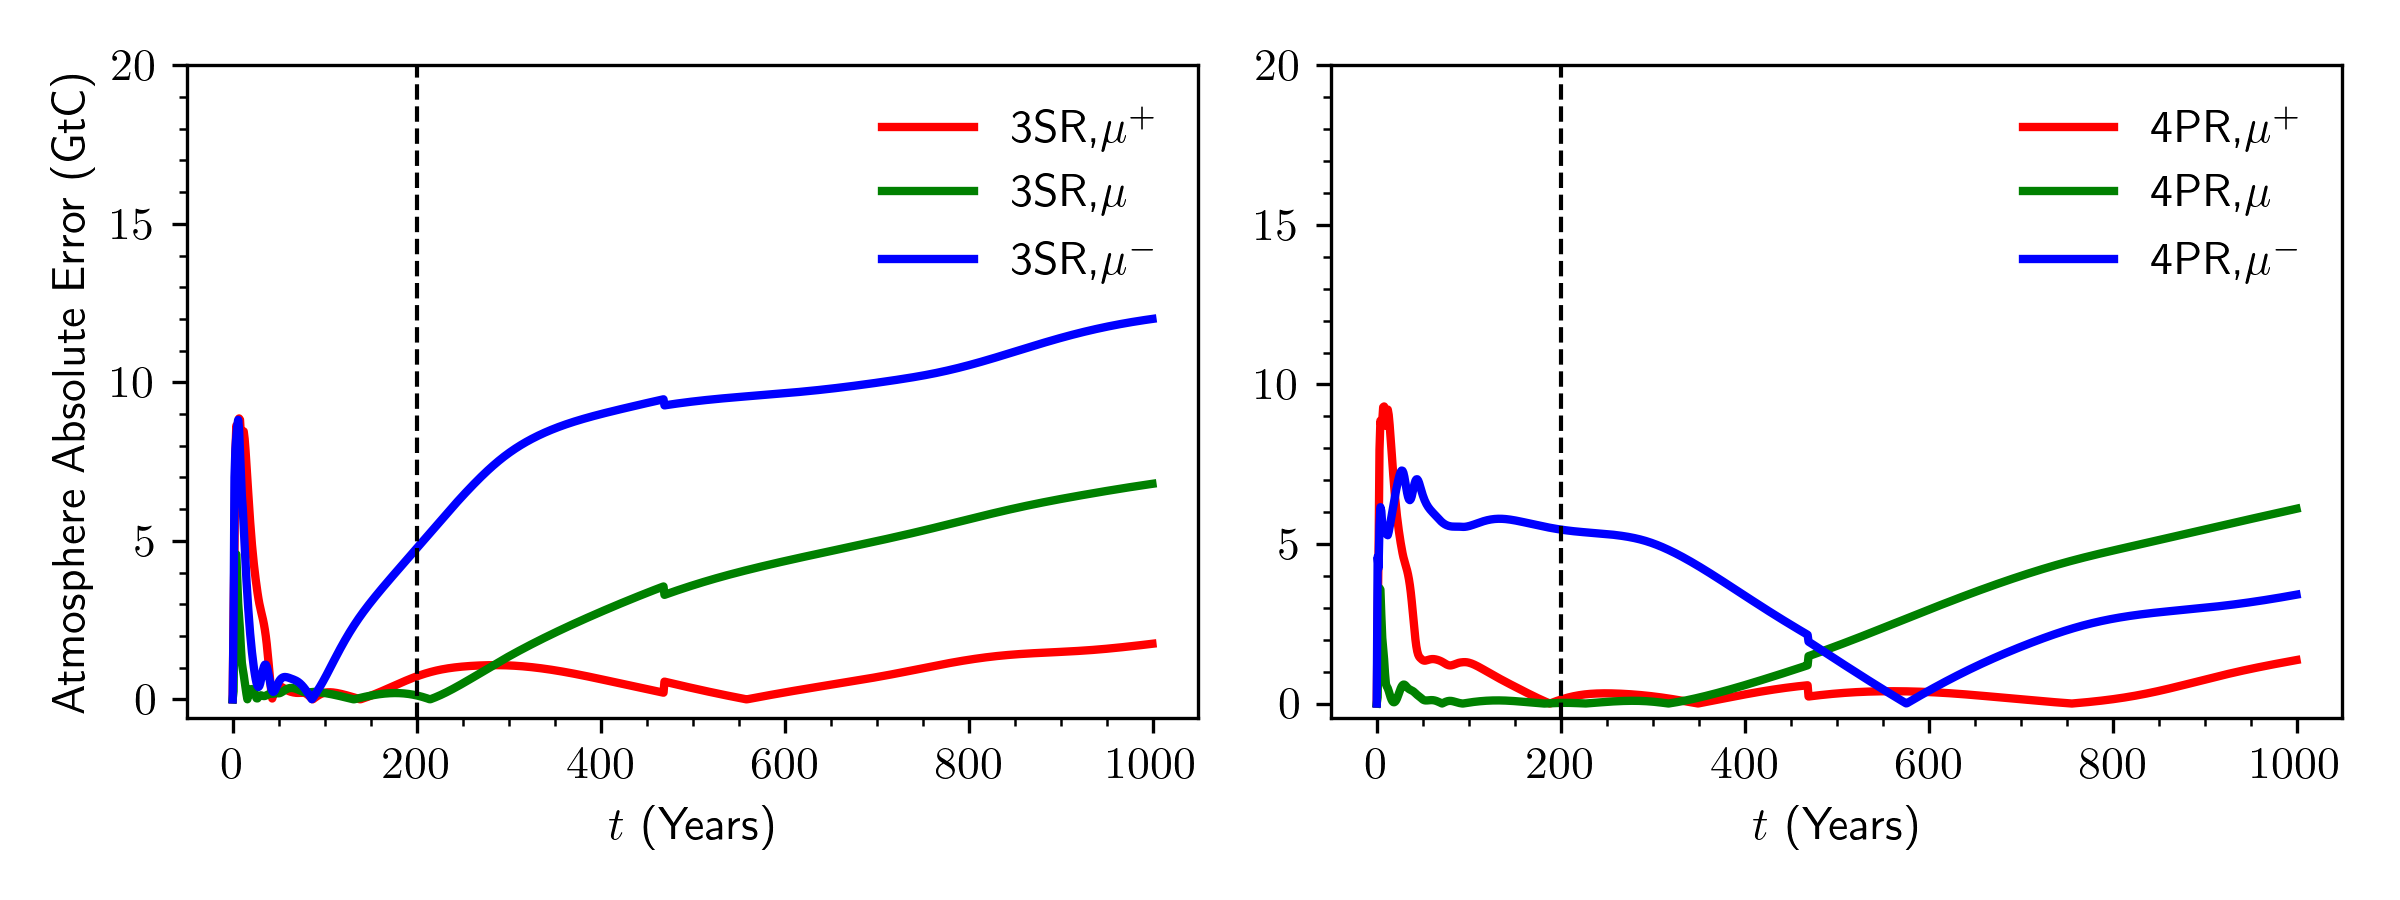 Atmosphere Absolute Error (GtC)
20
15
10
5
0
0 200 400 600 800 1000
t (Years)
3SR,μ⁺
3SR,μ
3SR,μ⁻
20
15
10
5
0
0 200 400 600 800 1000
t (Years)
4PR,μ⁺
4PR,μ
4PR,μ⁻